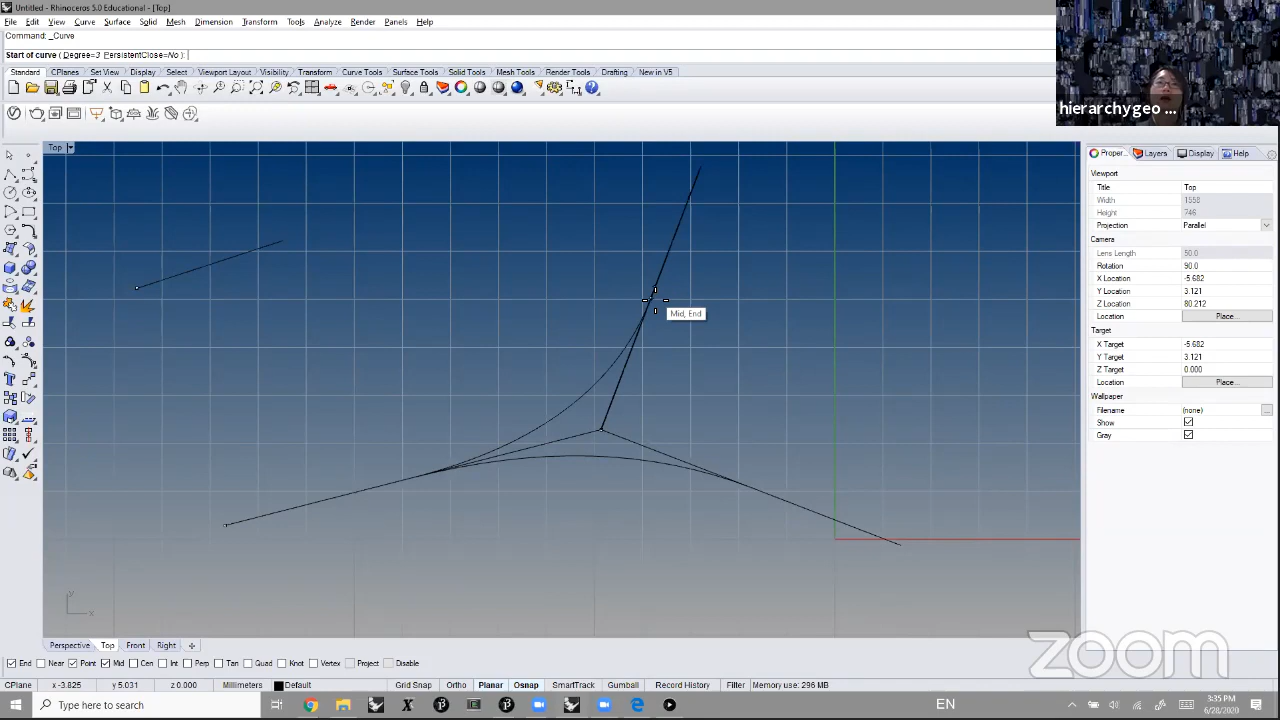 Untitled - Rhinoceros 5.0 Educational - [Top]
File Edit View Curve Surface Solid Mesh Dimension Transform Tools Analyze Render Panels Help
Command: _Curve
Start of curve ( Degree=3 PersistentClose=No ):
Standard CPlanes Set View Display Select Viewport Layout Visibility Transform Curve Tools Surface Tools Solid Tools Mesh Tools Render Tools Drafting New in V5
hierarchygeo ...
Top
Mid, End
y
x
Proper... Layers Display Help
Viewport
Title Top
Width 1558
Height 746
Projection Parallel
Camera
Lens Length 50.0
Rotation 90.0
X Location -5.682
Y Location 3.121
Z Location 80.212
Location Place...
Target
X Target -5.682
Y Target 3.121
Z Target 0.000
Location Place...
Wallpaper
Filename (none) ...
Show
Gray
Perspective Top Front Right
zoom
End Near Point Mid Cen Int Perp Tan Quad Knot Vertex Project Disable
CPlane x -3.825 y 5.031 z 0.000 Millimeters Default Grid Snap Ortho Planar Osnap SmartTrack Gumball Record History Filter Memory use: 296 MB
Type here to search
EN
3:35 PM
6/28/2020